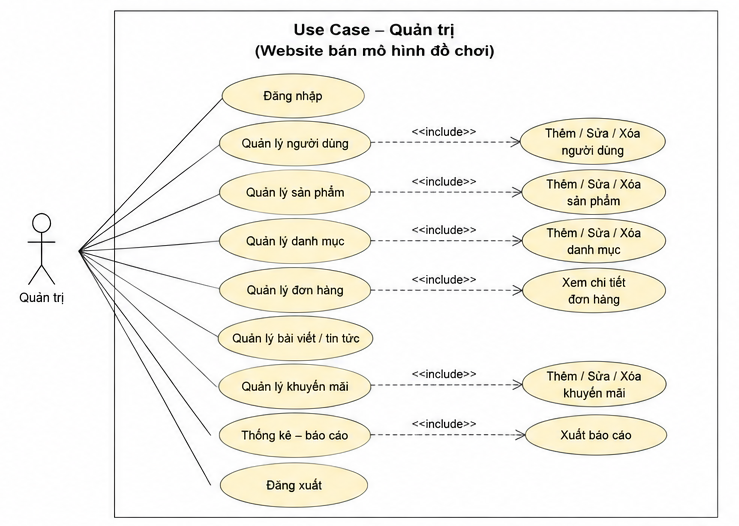 Use Case – Quản trị
(Website bán mô hình đồ chơi)
Đăng nhập
Quản lý người dùng
<<include>>
Thêm / Sửa / Xóa
người dùng
Quản lý sản phẩm
<<include>>
Thêm / Sửa / Xóa
sản phẩm
Quản lý danh mục
<<include>>
Thêm / Sửa / Xóa
danh mục
Quản lý đơn hàng
<<include>>
Xem chi tiết
đơn hàng
Quản trị
Quản lý bài viết / tin tức
Quản lý khuyến mãi
<<include>>
Thêm / Sửa / Xóa
khuyến mãi
Thống kê – báo cáo
<<include>>
Xuất báo cáo
Đăng xuất